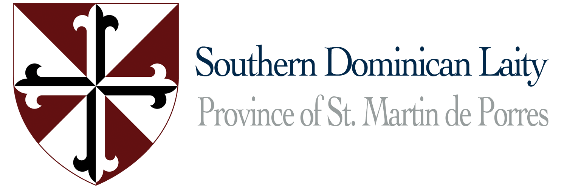 Southern Dominican Laity
Province of St. Martin de Porres